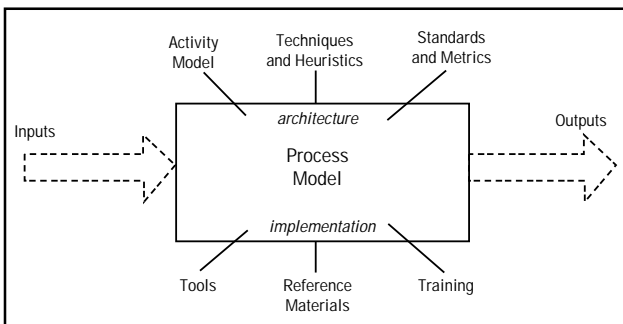 Activity
Model
Techniques
and Heuristics
Standards
and Metrics
Inputs
architecture
Outputs
Process
Model
implementation
Tools
Reference
Materials
Training